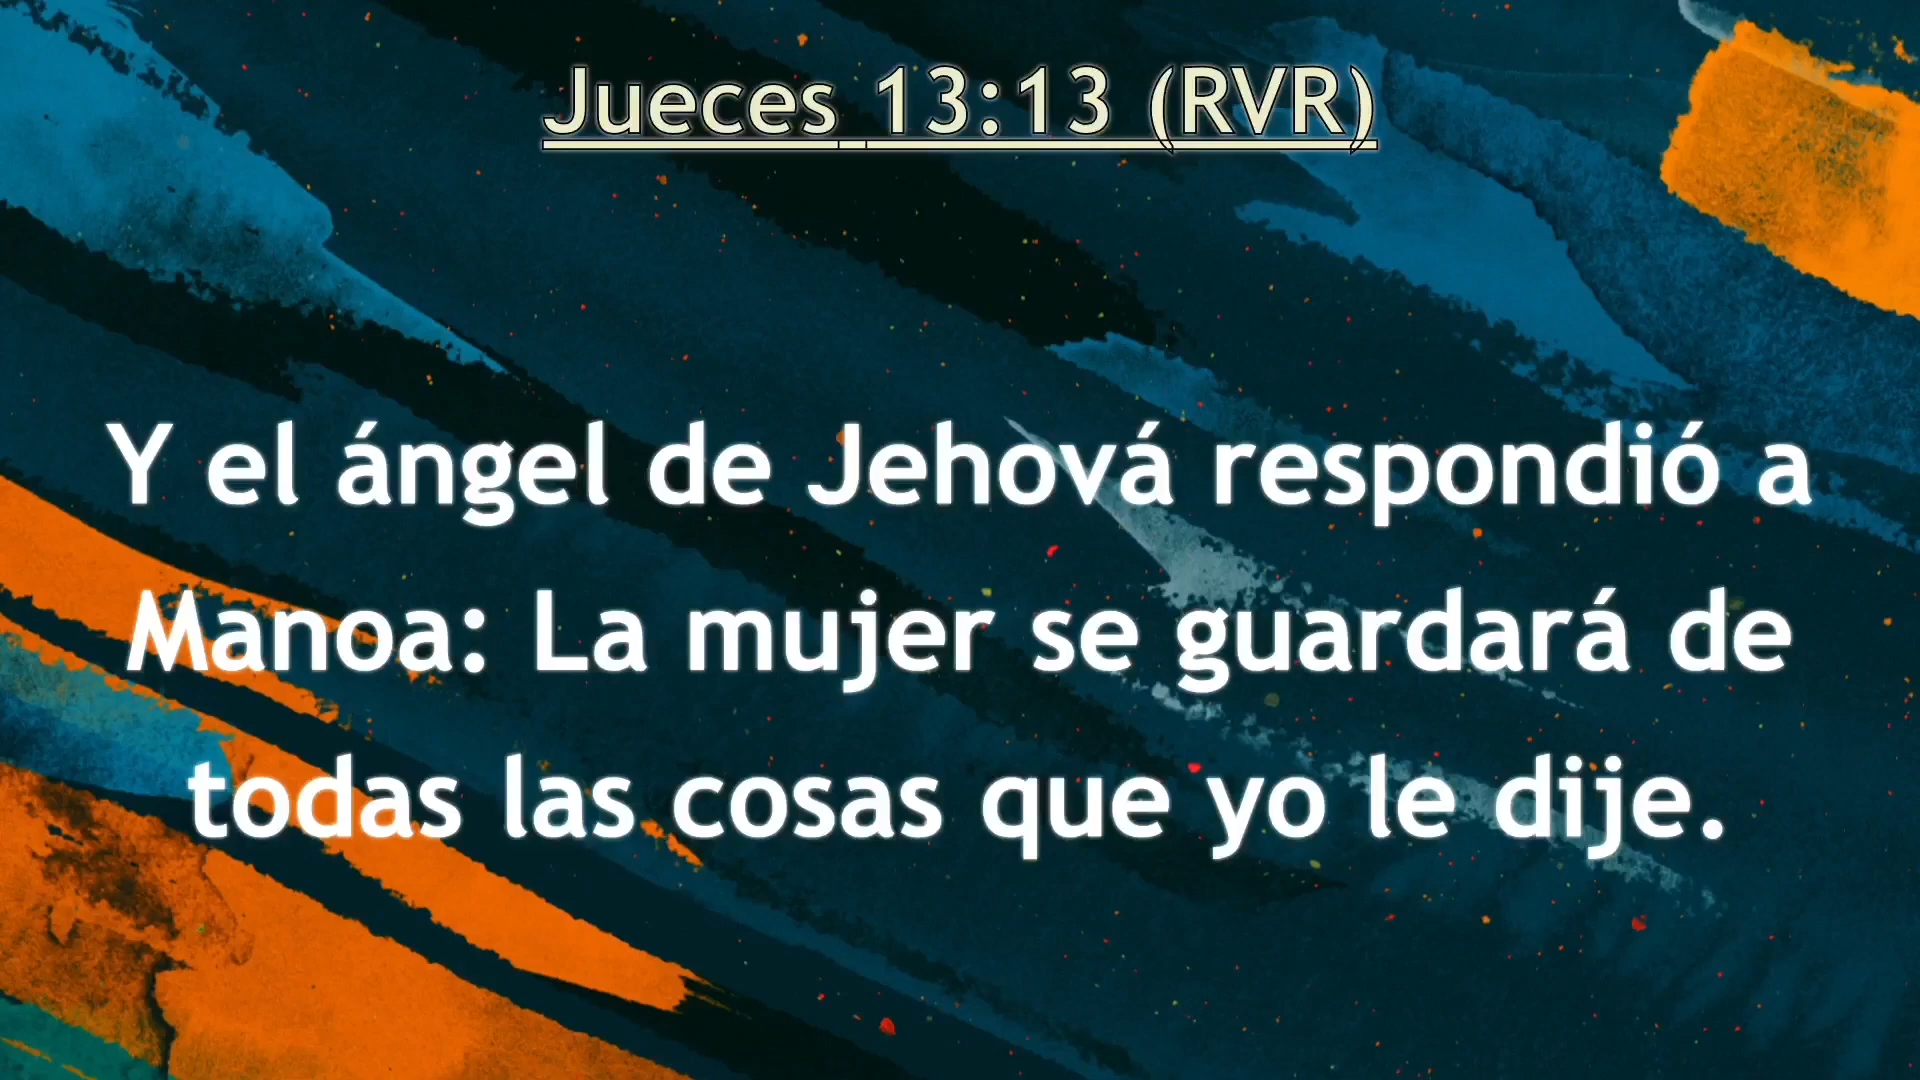 Jueces 13:13 (RVR)
Y el ángel de Jehová respondió a
Manoa: La mujer se guardará de
todas las cosas que yo le dije.